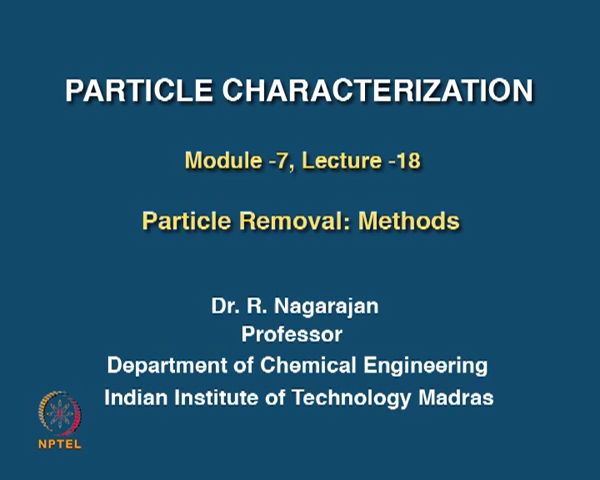 PARTICLE CHARACTERIZATION
Module -7, Lecture -18
Particle Removal: Methods
Dr. R. Nagarajan
Professor
Department of Chemical Engineering
Indian Institute of Technology Madras
NPTEL